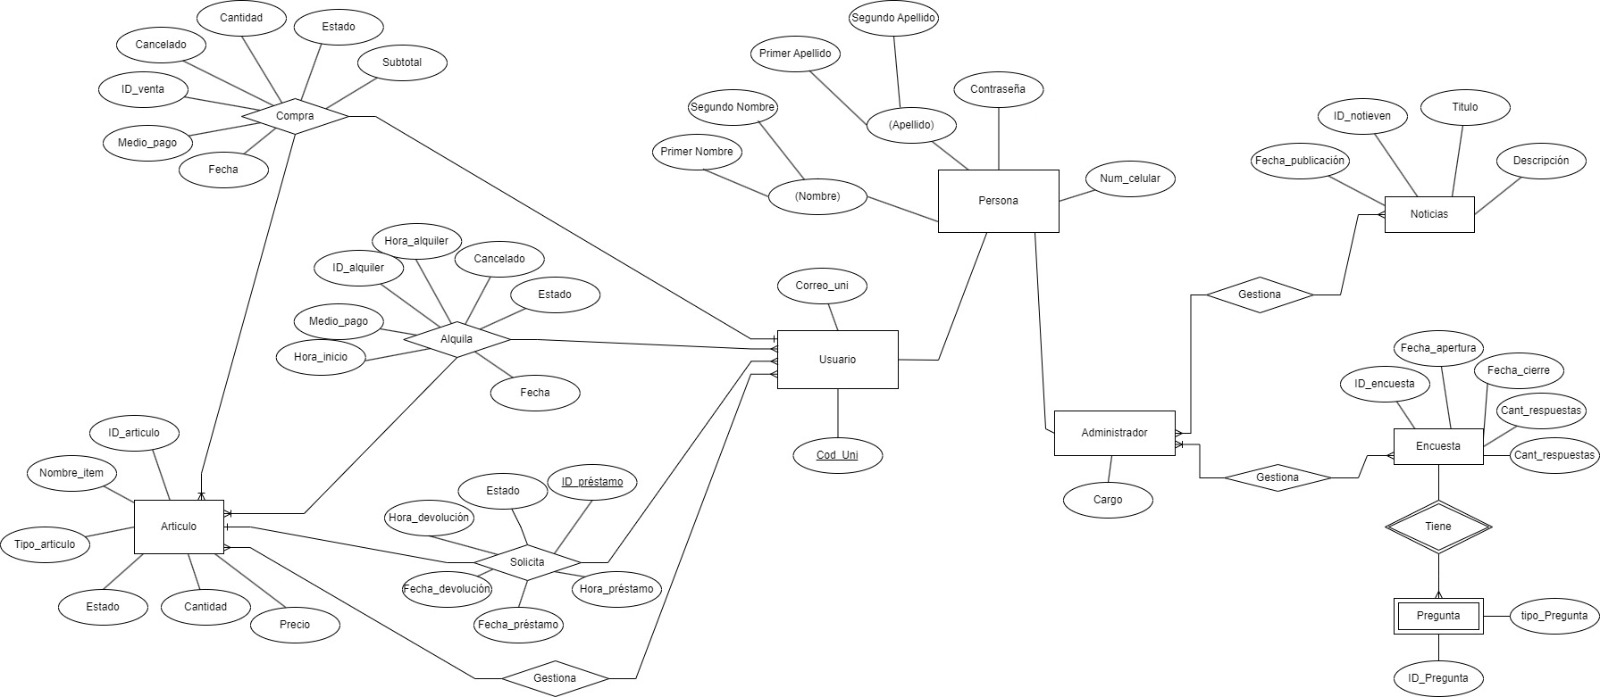 Cantidad
Segundo Apellido
Estado
Cancelado
Primer Apellido
Subtotal
ID_venta
Contraseña
Segundo Nombre
Titulo
Compra
ID_notieven
(Apellido)
Medio_pago
Primer Nombre
Fecha_publicación
Descripción
Fecha
Num_celular
(Nombre)
Persona
Noticias
Hora_alquiler
Cancelado
ID_alquiler
Correo_uni
Estado
Gestiona
Medio_pago
Alquila
Fecha_apertura
Hora_inicio
Usuario
Fecha_cierre
ID_encuesta
Fecha
Cant_respuestas
ID_articulo
Administrador
Encuesta
Cod_Uni
Cant_respuestas
Nombre_item
Gestiona
ID_préstamo
Estado
Cargo
Hora_devolución
Articulo
Tiene
Tipo_articulo
Solicita
Fecha_devolución
Hora_préstamo
Estado
Cantidad
Pregunta
tipo_Pregunta
Precio
Fecha_préstamo
Gestiona
ID_Pregunta